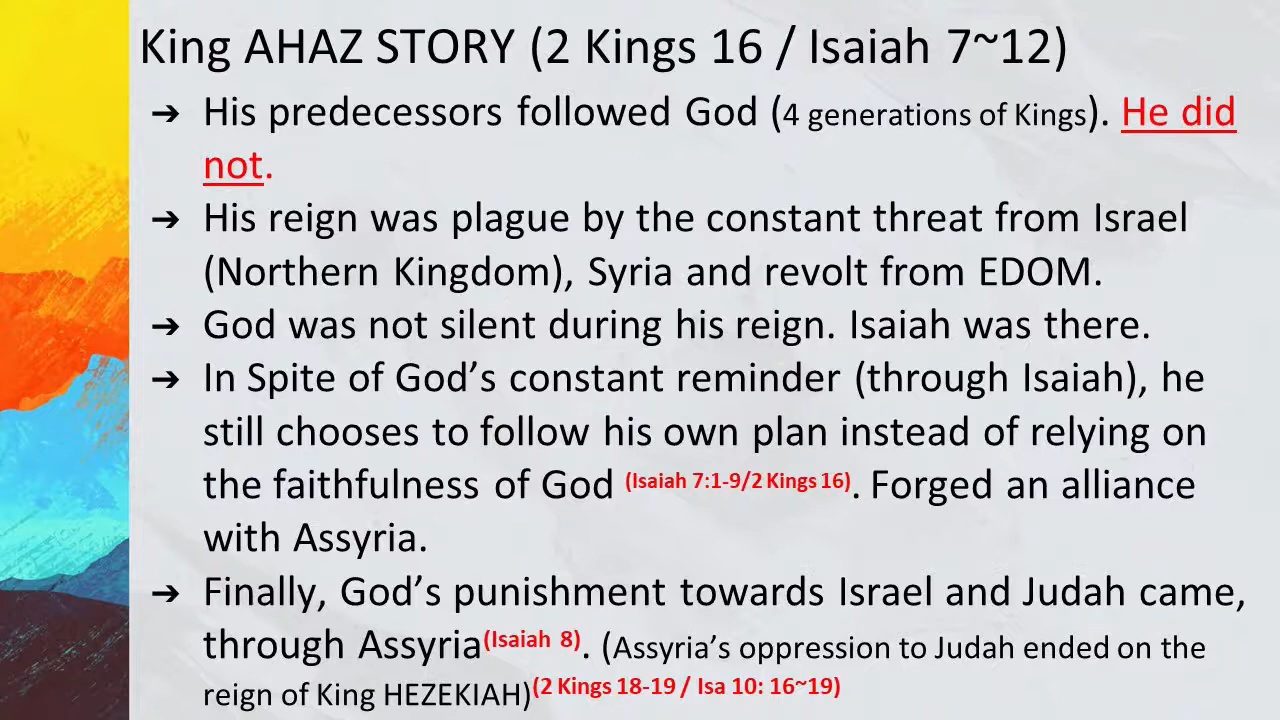 King AHAZ STORY (2 Kings 16 / Isaiah 7~12)
➔ His predecessors followed God (4 generations of Kings). He did
not.
➔ His reign was plague by the constant threat from Israel
(Northern Kingdom), Syria and revolt from EDOM.
➔ God was not silent during his reign. Isaiah was there.
➔ In Spite of God’s constant reminder (through Isaiah), he
still chooses to follow his own plan instead of relying on
the faithfulness of God (Isaiah 7:1-9/2 Kings 16). Forged an alliance
with Assyria.
➔ Finally, God’s punishment towards Israel and Judah came,
through Assyria(Isaiah 8). (Assyria’s oppression to Judah ended on the
reign of King HEZEKIAH)(2 Kings 18-19 / Isa 10: 16~19)